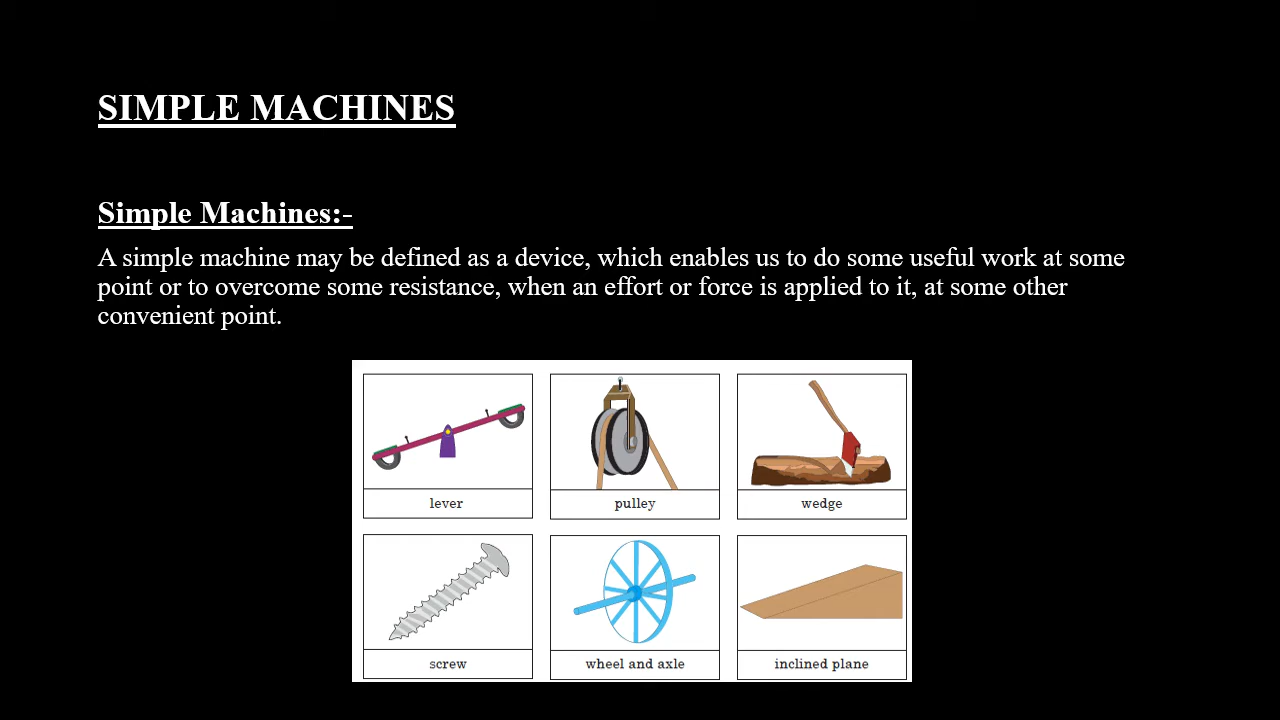 SIMPLE MACHINES
Simple Machines:-
A simple machine may be defined as a device, which enables us to do some useful work at some
point or to overcome some resistance, when an effort or force is applied to it, at some other
convenient point.
lever
pulley
wedge
screw
wheel and axle
inclined plane